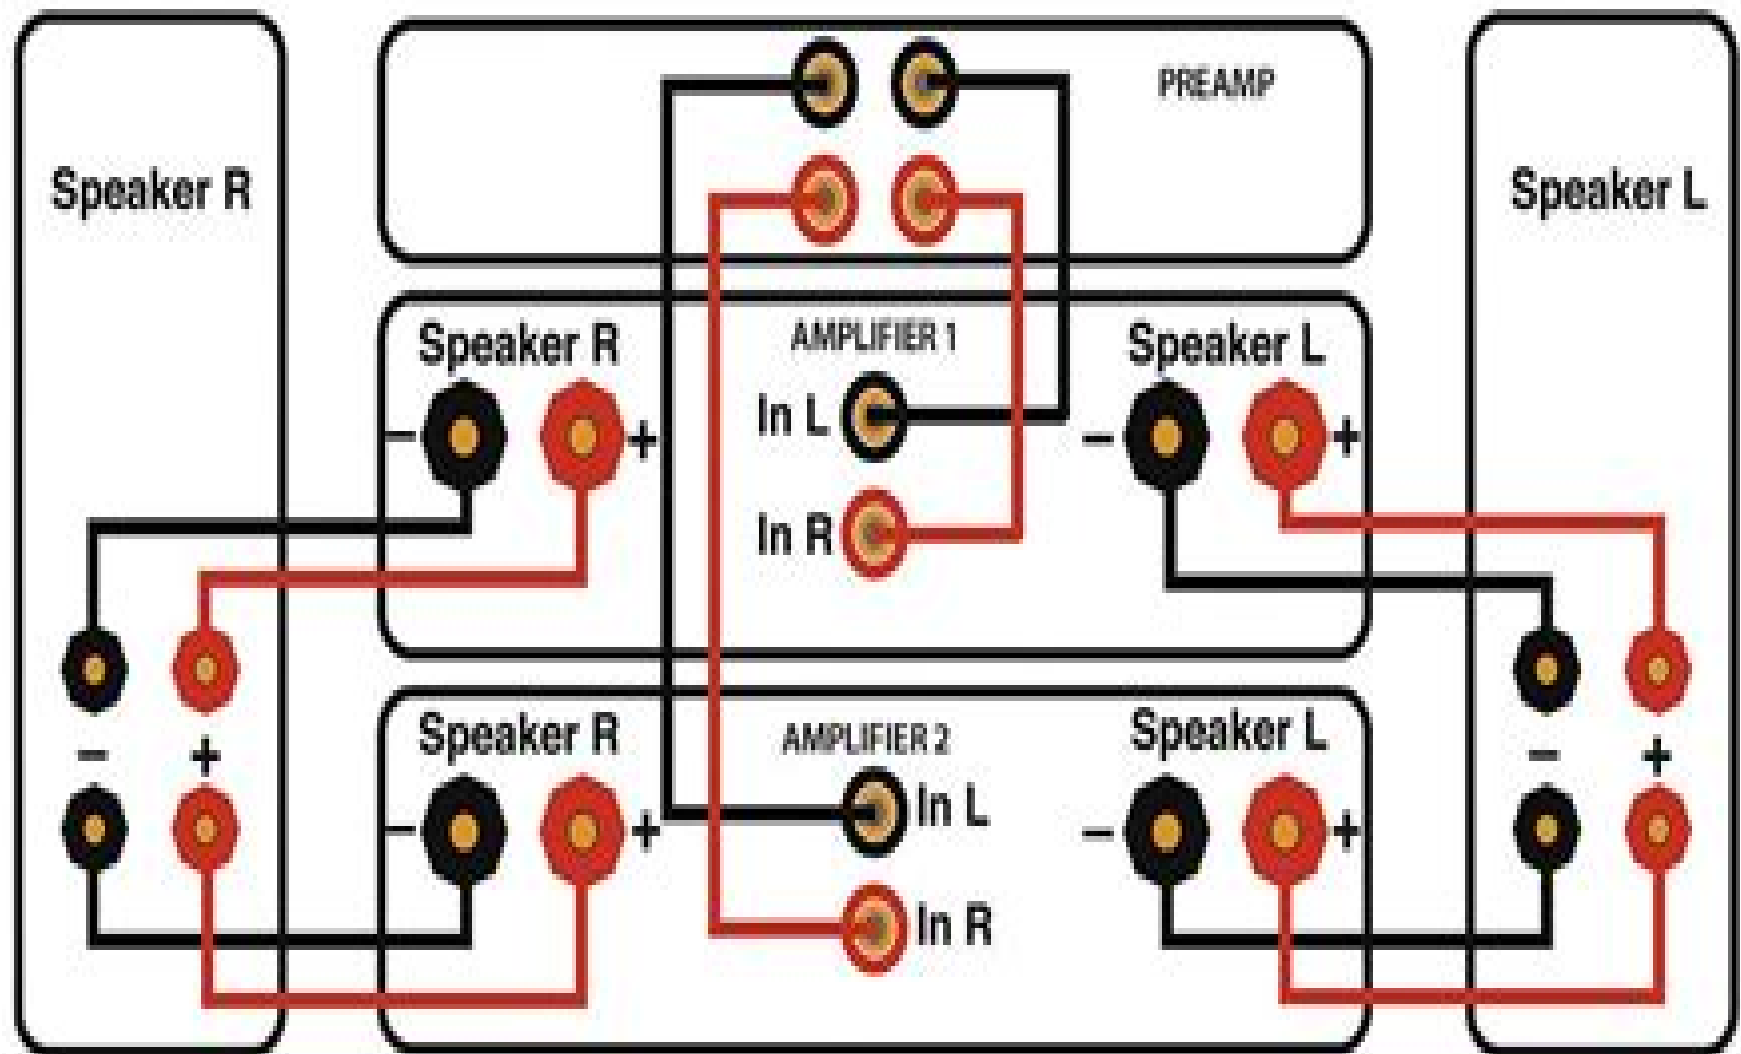 PREAMP
Speaker R
Speaker L
Speaker R
AMPLIFIER 1
Speaker L
In L
- +
- +
In R
- +
- +
Speaker R
AMPLIFIER 2
Speaker L
In L
- +
- +
In R